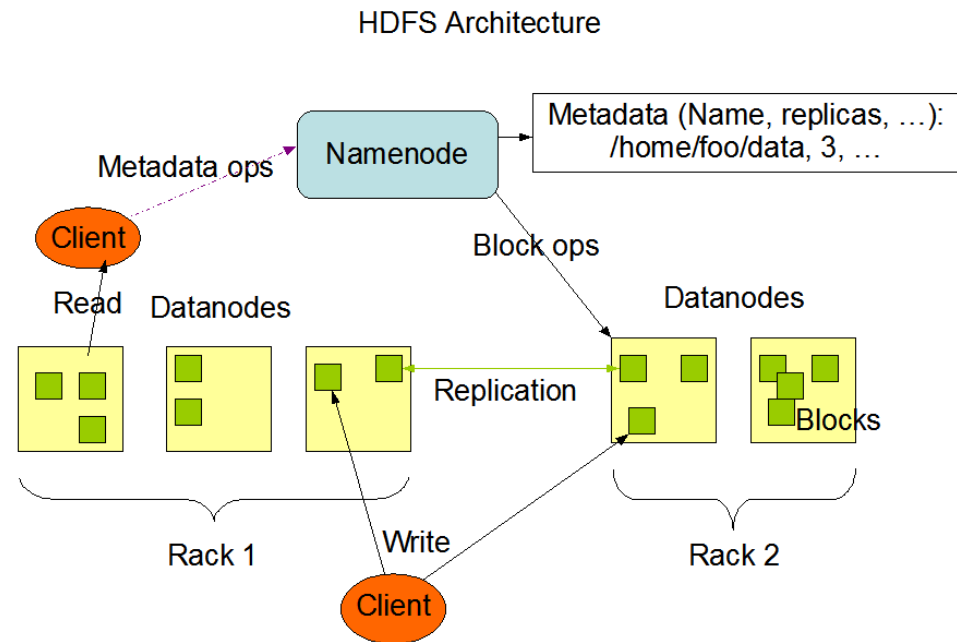 HDFS Architecture
Metadata (Name, replicas, …):
/home/foo/data, 3, …
Namenode
Metadata ops
Client
Block ops
Read
Datanodes
Datanodes
Replication
Blocks
Rack 1
Write
Rack 2
Client